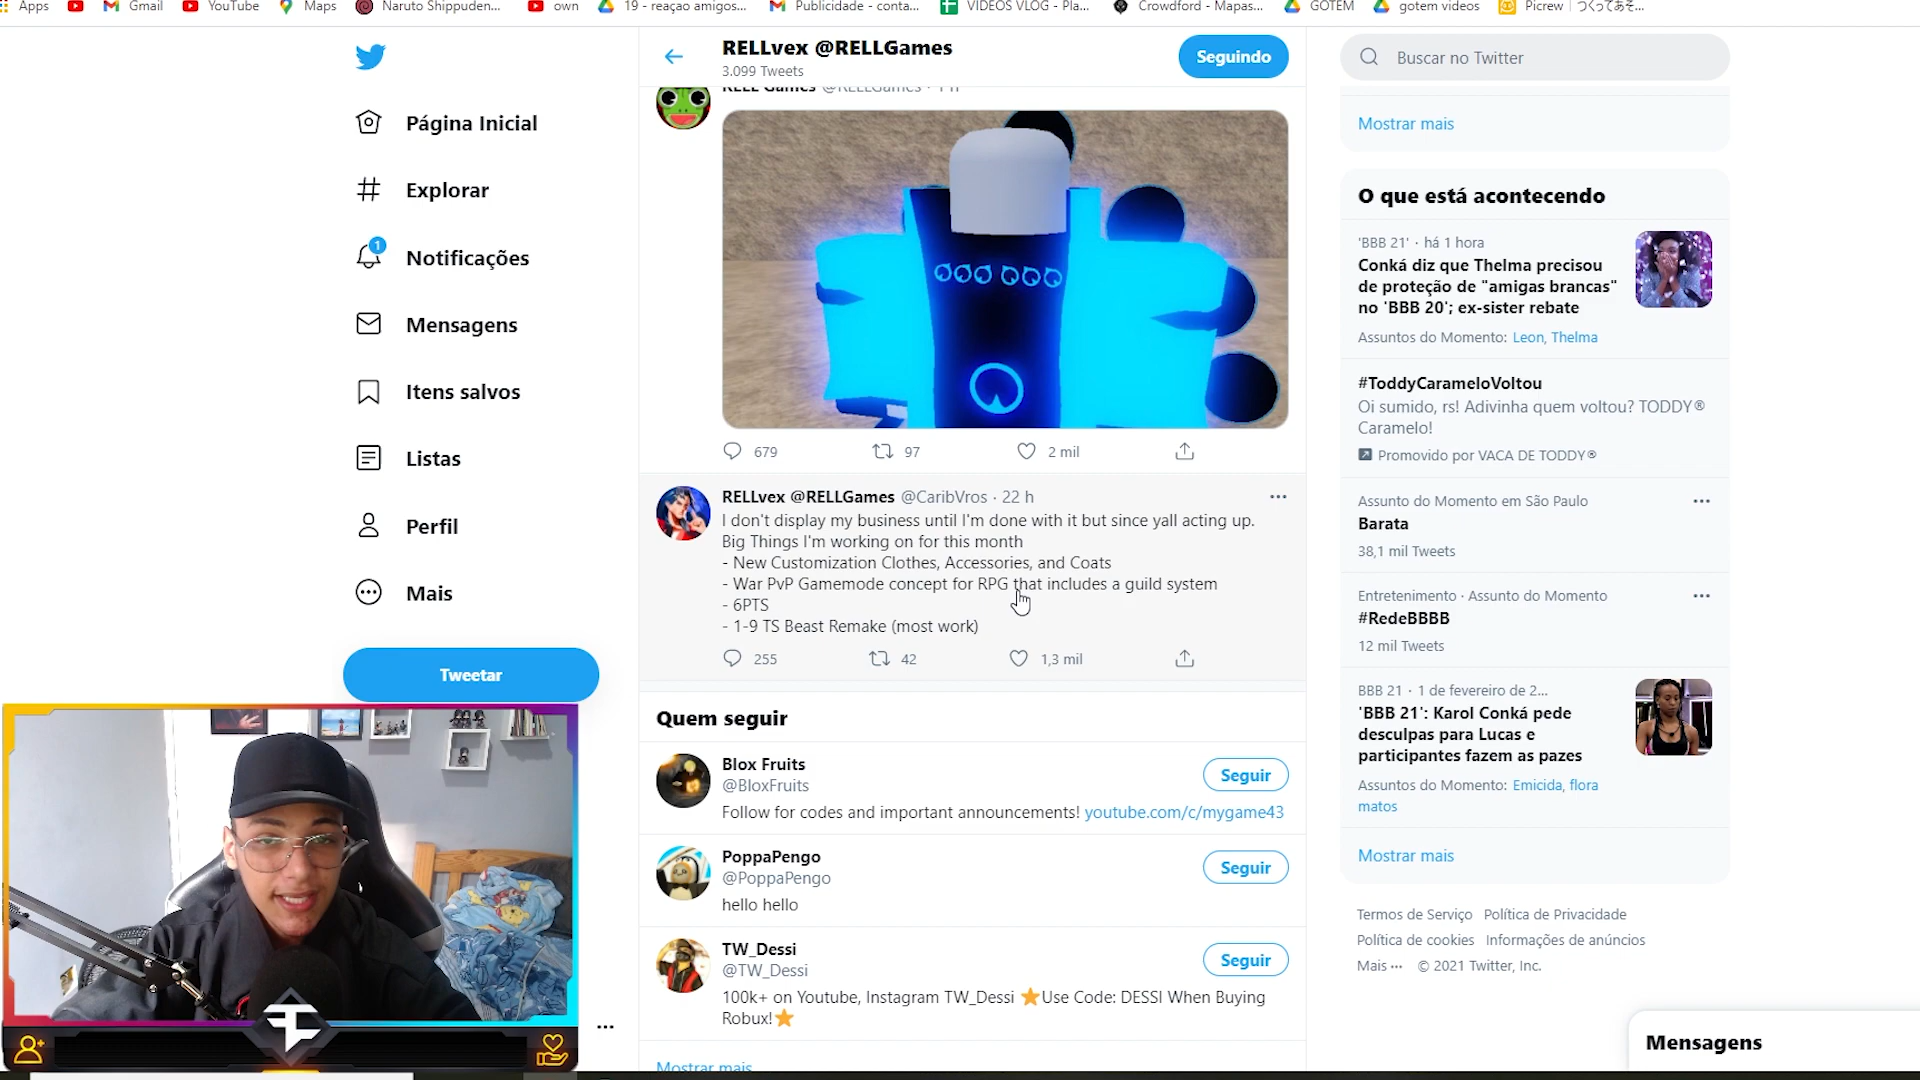 Apps
Gmail
YouTube
Maps
Naruto Shippuden...
own
19 - reaçao amigos...
Publicidade - conta...
VIDEOS VLOG - Pla...
Crowdford - Mapas...
GOTEM
gotem videos
Picrew | つくってあそ...
RELLvex @RELLGames
3.099 Tweets
Seguindo
Buscar no Twitter
Página Inicial
Explorar
1
Notificações
Mensagens
Itens salvos
Listas
Perfil
Mais
Tweetar
RELL Games @RELLGames · 1 h
679
97
2 mil
RELLvex @RELLGames @CaribVros · 22 h
I don't display my business until I'm done with it but since yall acting up.
Big Things I'm working on for this month
- New Customization Clothes, Accessories, and Coats
- War PvP Gamemode concept for RPG that includes a guild system
- 6PTS
- 1-9 TS Beast Remake (most work)
255
42
1,3 mil
Quem seguir
Blox Fruits
@BloxFruits
Seguir
Follow for codes and important announcements! youtube.com/c/mygame43
PoppaPengo
@PoppaPengo
Seguir
hello hello
TW_Dessi
@TW_Dessi
Seguir
100k+ on Youtube, Instagram TW_Dessi ⭐Use Code: DESSI When Buying
Robux!⭐
Mostrar mais
Mostrar mais
O que está acontecendo
'BBB 21' · há 1 hora
Conká diz que Thelma precisou
de proteção de "amigas brancas"
no 'BBB 20'; ex-sister rebate
Assuntos do Momento: Leon, Thelma
#ToddyCarameloVoltou
Oi sumido, rs! Adivinha quem voltou? TODDY®
Caramelo!
Promovido por VACA DE TODDY®
Assunto do Momento em São Paulo
Barata
38,1 mil Tweets
Entretenimento · Assunto do Momento
#RedeBBBB
12 mil Tweets
BBB 21 · 1 de fevereiro de 2...
'BBB 21': Karol Conká pede
desculpas para Lucas e
participantes fazem as pazes
Assuntos do Momento: Emicida, flora
matos
Mostrar mais
Termos de Serviço Política de Privacidade
Política de cookies Informações de anúncios
Mais ··· © 2021 Twitter, Inc.
Mensagens